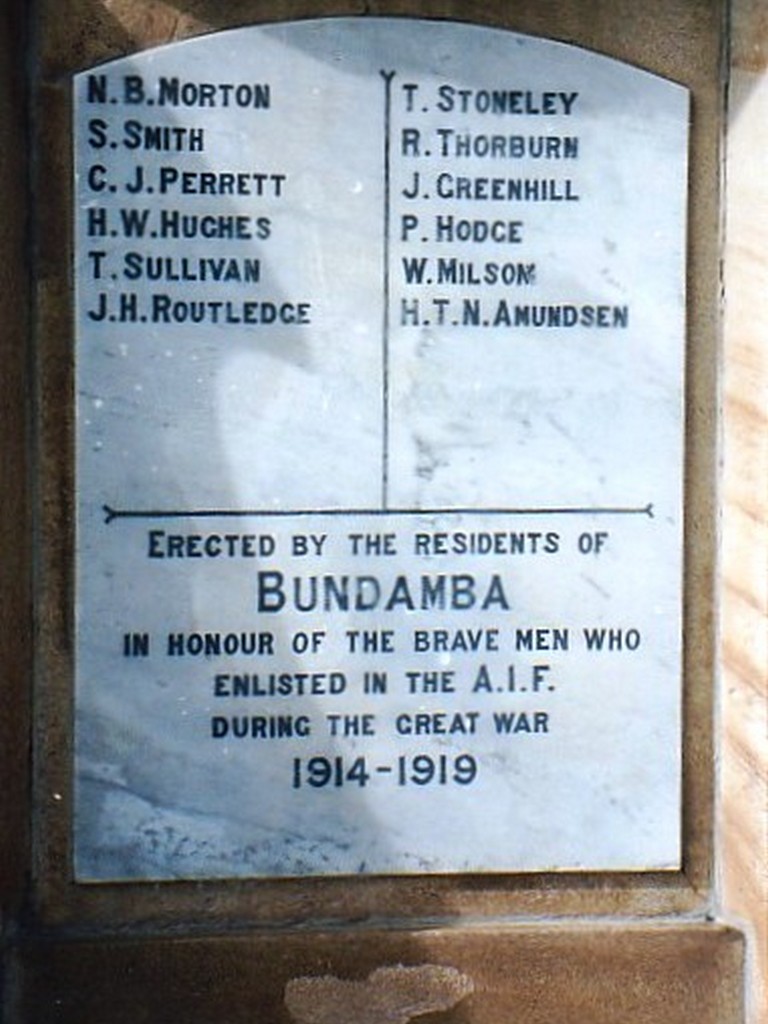 N. B. MORTON
S. SMITH
C. J. PERRETT
H. W. HUGHES
T. SULLIVAN
J. H. ROUTLEDGE
T. STONELEY
R. THORBURN
J. GREENHILL
P. HODGE
W. MILSOM
H. T. N. AMUNDSEN
ERECTED BY THE RESIDENTS OF
BUNDAMBA
IN HONOUR OF THE BRAVE MEN WHO
ENLISTED IN THE A.I.F.
DURING THE GREAT WAR
1914-1919